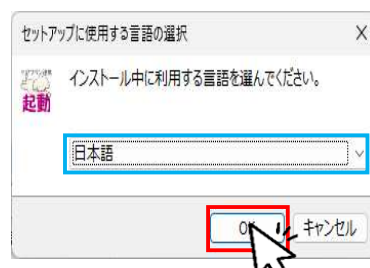 セットアップに使用する言語の選択
インストール中に利用する言語を選んでください。
起動
日本語
キャンセル